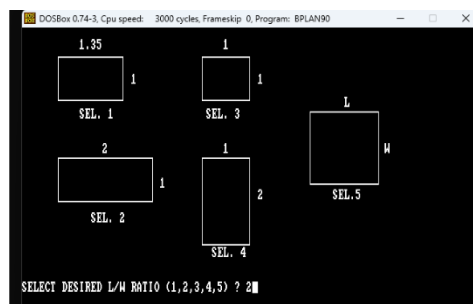 DOSBox 0.74-3, Cpu speed: 3000 cycles, Frameskip 0, Program: BPLAN90
1.35
1
SEL. 1
1
1
SEL. 3
L
W
SEL.5
2
1
SEL. 2
1
2
SEL. 4
SELECT DESIRED L/W RATIO (1,2,3,4,5) ? 2